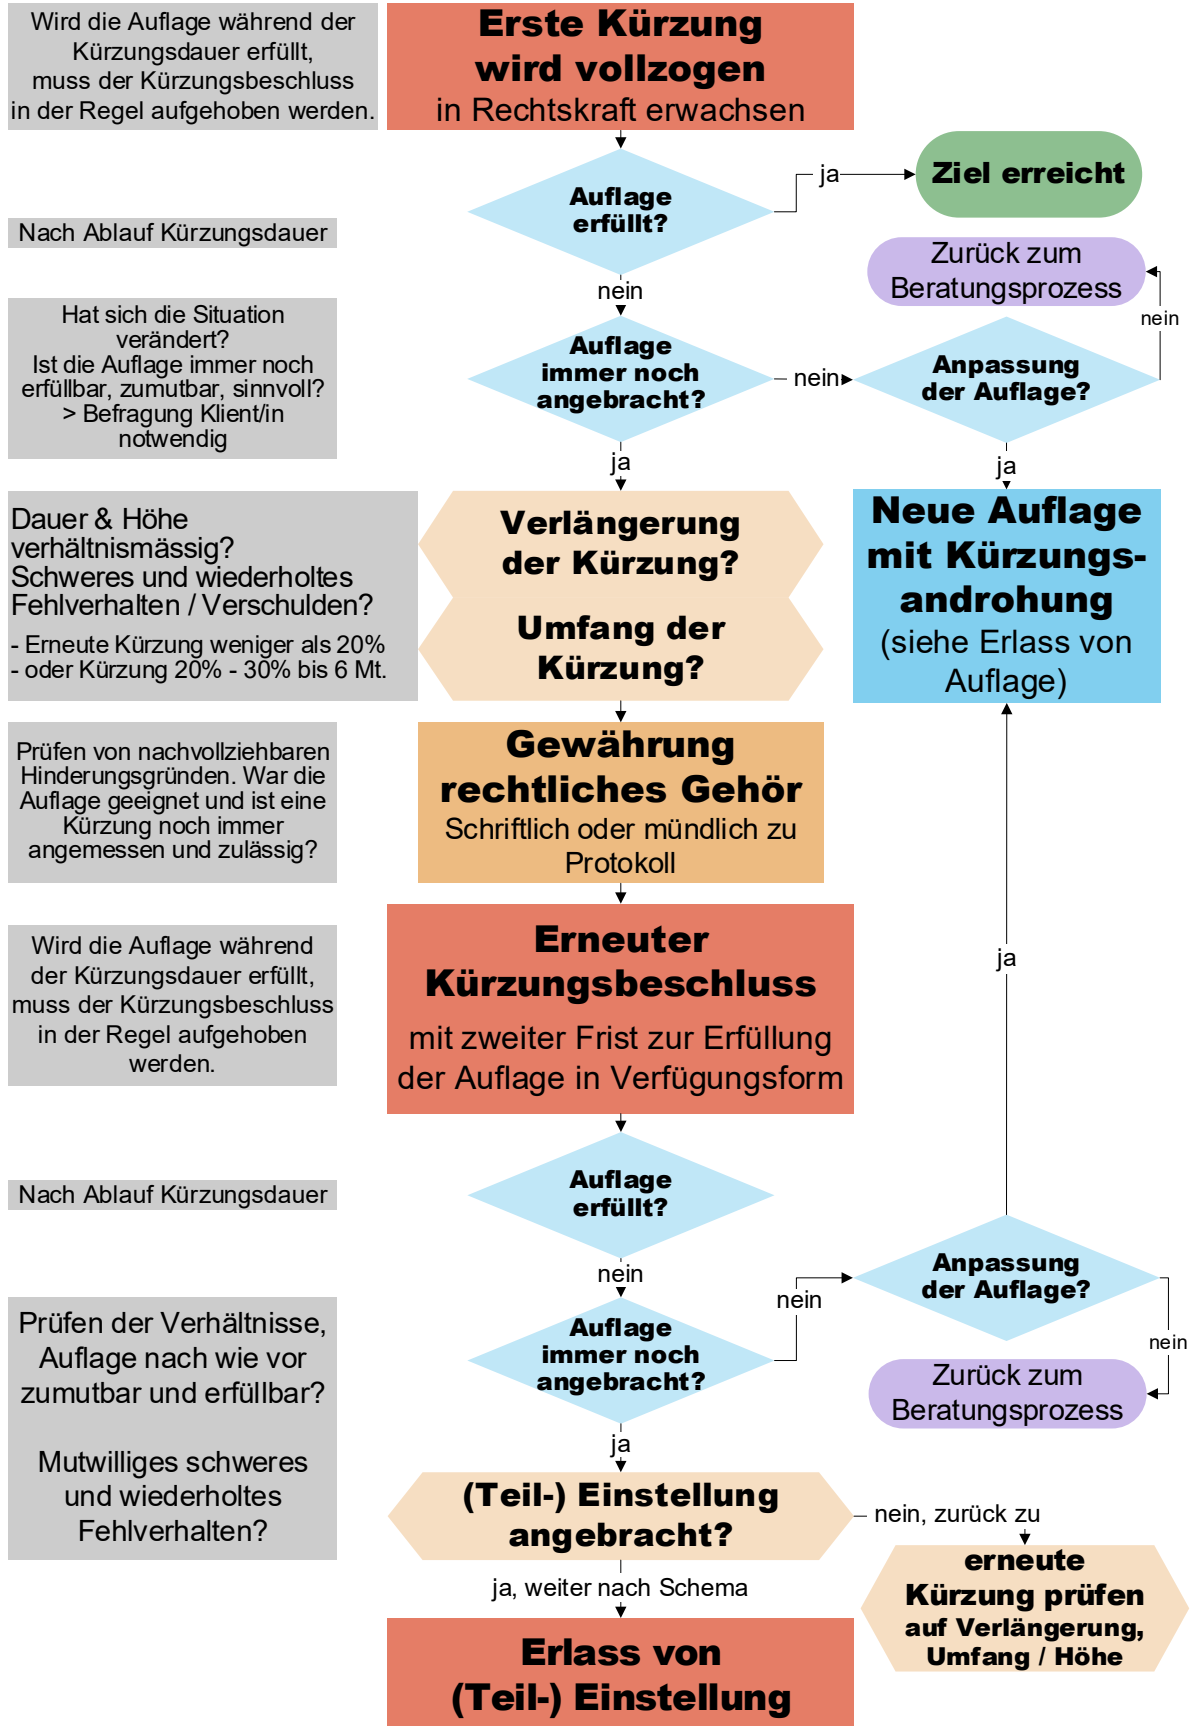 Wird die Auflage während der
Kürzungsdauer erfüllt,
muss der Kürzungsbeschluss
in der Regel aufgehoben werden.
Erste Kürzung
wird vollzogen
in Rechtskraft erwachsen
Auflage
erfüllt?
ja
Ziel erreicht
Nach Ablauf Kürzungsdauer
nein
Zurück zum
Beratungsprozess
nein
Hat sich die Situation
verändert?
Ist die Auflage immer noch
erfüllbar, zumutbar, sinnvoll?
> Befragung Klient/in
notwendig
Auflage
immer noch
angebracht?
nein
Anpassung
der Auflage?
ja
ja
Dauer & Höhe
verhältnismässig?
Schweres und wiederholtes
Fehlverhalten / Verschulden?
- Erneute Kürzung weniger als 20%
- oder Kürzung 20% - 30% bis 6 Mt.
Verlängerung
der Kürzung?
Umfang der
Kürzung?
Neue Auflage
mit Kürzungs-
androhung
(siehe Erlass von
Auflage)
Prüfen von nachvollziehbaren
Hinderungsgründen. War die
Auflage geeignet und ist eine
Kürzung noch immer
angemessen und zulässig?
Gewährung
rechtliches Gehör
Schriftlich oder mündlich zu
Protokoll
Wird die Auflage während
der Kürzungsdauer erfüllt,
muss der Kürzungsbeschluss
in der Regel aufgehoben
werden.
Erneuter
Kürzungsbeschluss
mit zweiter Frist zur Erfüllung
der Auflage in Verfügungsform
ja
Nach Ablauf Kürzungsdauer
Auflage
erfüllt?
nein
nein
Anpassung
der Auflage?
nein
Prüfen der Verhältnisse,
Auflage nach wie vor
zumutbar und erfüllbar?
Mutwilliges schweres
und wiederholtes
Fehlverhalten?
Auflage
immer noch
angebracht?
Zurück zum
Beratungsprozess
ja
(Teil-) Einstellung
angebracht?
nein, zurück zu
erneute
Kürzung prüfen
auf Verlängerung,
Umfang / Höhe
ja, weiter nach Schema
Erlass von
(Teil-) Einstellung